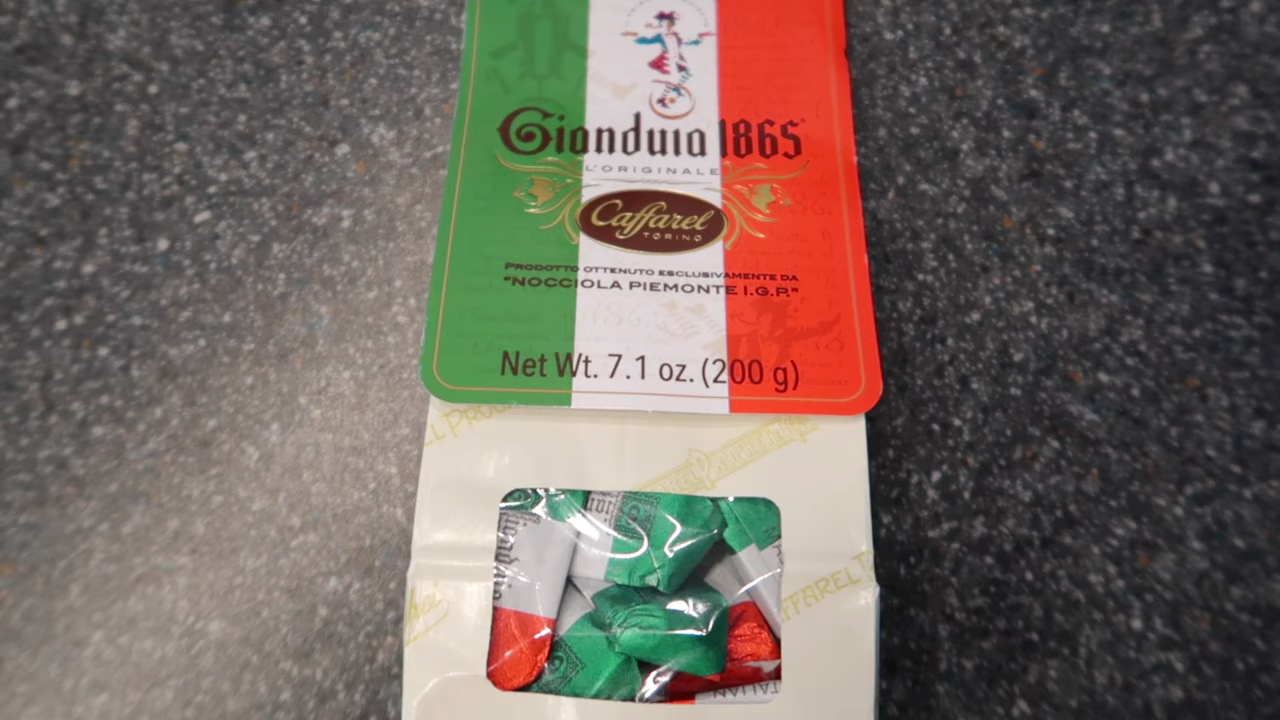 Gianduia 1865
L'ORIGINALE
Caffarel
TORINO
PRODOTTO OTTENUTO ESCLUSIVAMENTE DA
"NOCCIOLA PIEMONTE I.G.P."
Net Wt. 7.1 oz. (200 g)